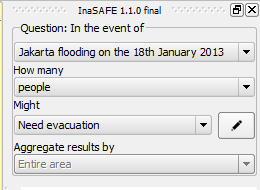 InaSAFE 1.1.0 final
Question: In the event of
Jakarta flooding on the 18th January 2013
How many
people
Might
Need evacuation
Aggregate results by
Entire area